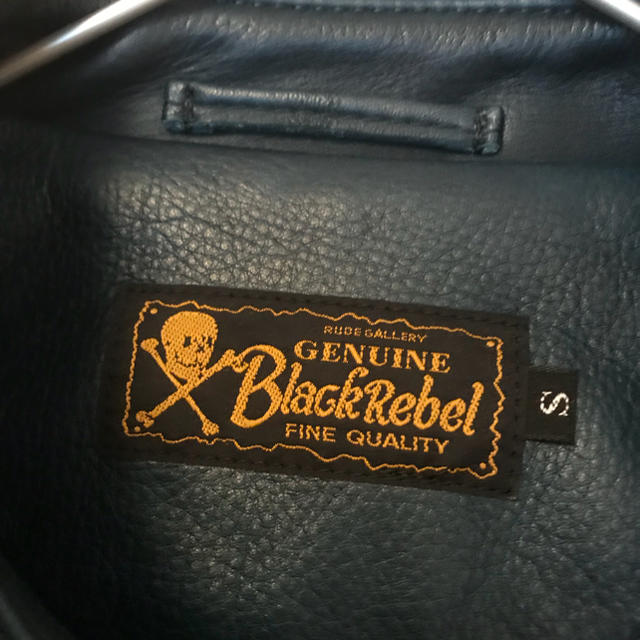 RUDE GALLERY
GENUINE
BlackRebel
FINE QUALITY
S